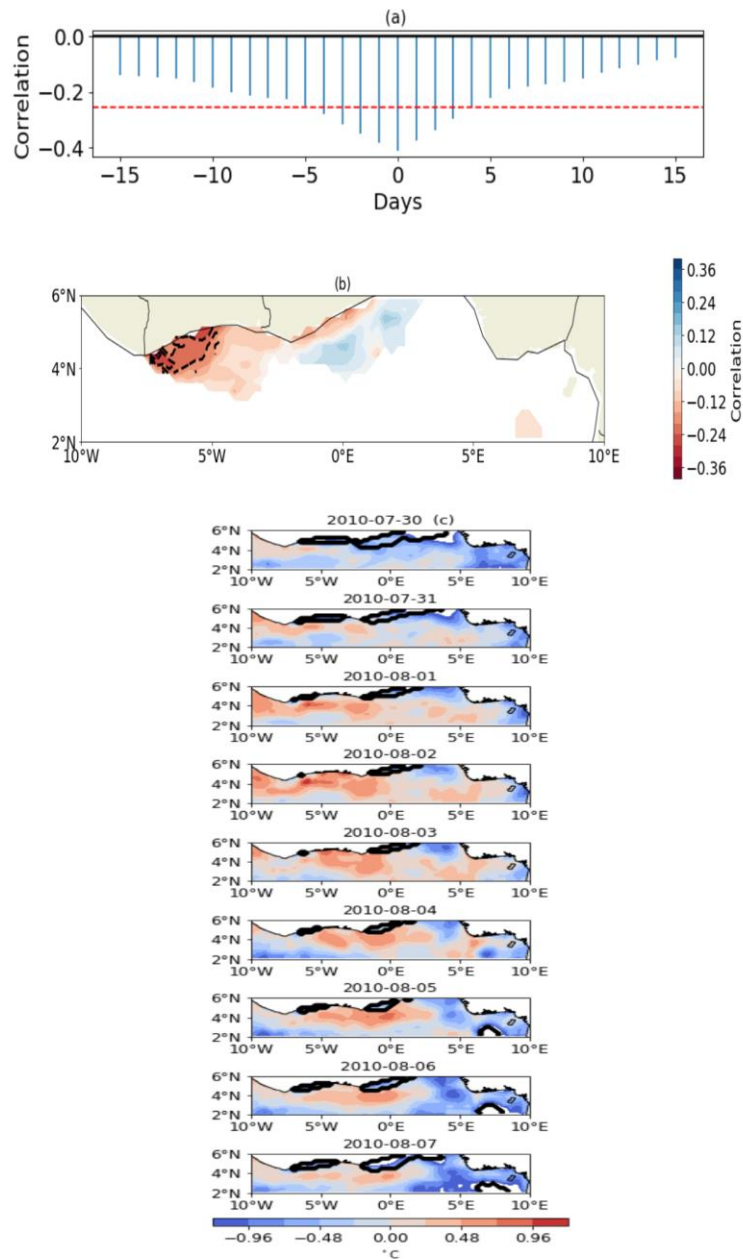 (a)
Correlation
0.0
−0.2
−0.4
−15 −10 −5 0 5 10 15
Days
(b)
6°N
4°N
2°N
10°W 5°W 0°E 5°E 10°E
0.36
0.24
0.12
0.00
−0.12
−0.24
−0.36
Correlation
2010-07-30 (c)
6°N
4°N
2°N
10°W 5°W 0°E 5°E 10°E
2010-07-31
6°N
4°N
2°N
10°W 5°W 0°E 5°E 10°E
2010-08-01
6°N
4°N
2°N
10°W 5°W 0°E 5°E 10°E
2010-08-02
6°N
4°N
2°N
10°W 5°W 0°E 5°E 10°E
2010-08-03
6°N
4°N
2°N
10°W 5°W 0°E 5°E 10°E
2010-08-04
6°N
4°N
2°N
10°W 5°W 0°E 5°E 10°E
2010-08-05
6°N
4°N
2°N
10°W 5°W 0°E 5°E 10°E
2010-08-06
6°N
4°N
2°N
10°W 5°W 0°E 5°E 10°E
2010-08-07
6°N
4°N
2°N
10°W 5°W 0°E 5°E 10°E
−0.96 −0.48 0.00 0.48 0.96
°C